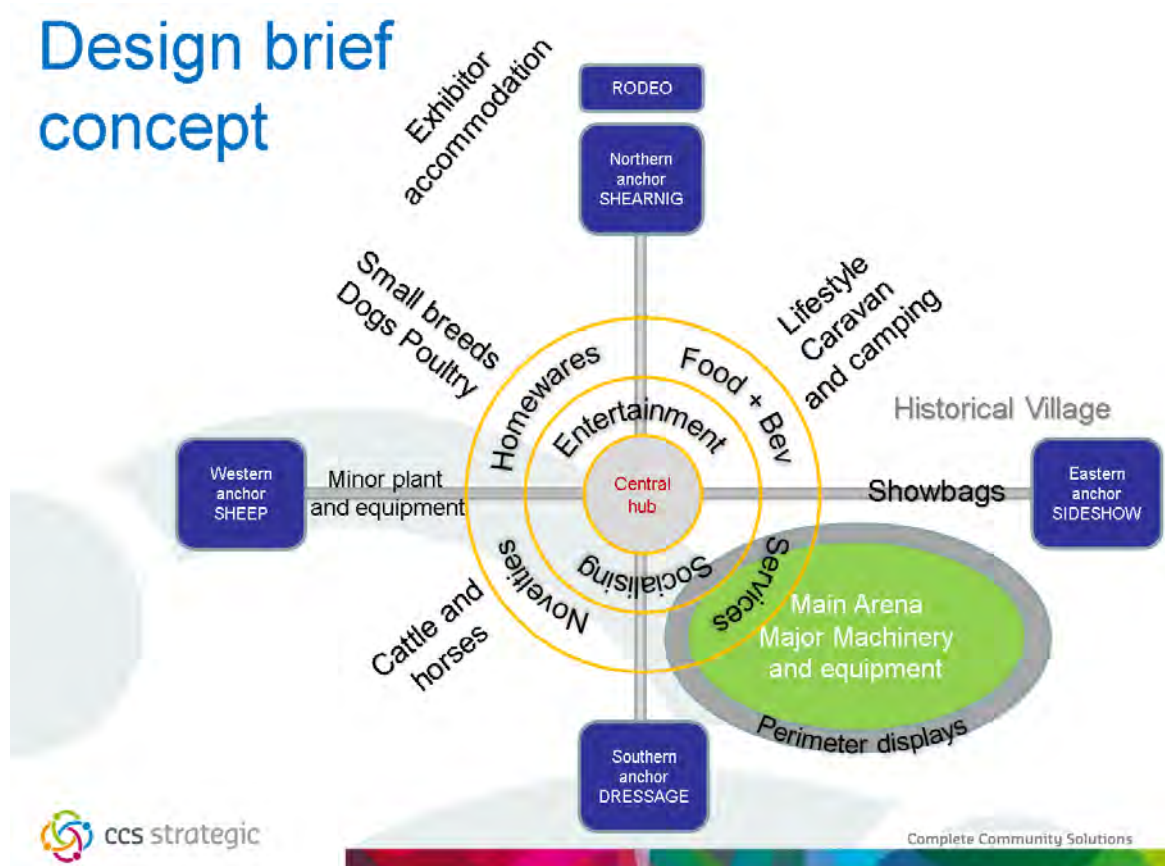 Design brief
concept
Exhibitor
accommodation
RODEO
Northern
anchor
SHEARNIG
Small breeds
Dogs Poultry
Lifestyle
Caravan
and camping
Homewares
Food + Bev
Entertainment
Historical Village
Western
anchor
SHEEP
Minor plant
and equipment
Central
hub
Showbags
Eastern
anchor
SIDESHOW
Novelties
Socialising
Services
Cattle and
horses
Main Arena
Major Machinery
and equipment
Perimeter displays
Southern
anchor
DRESSAGE
ccs strategic
Complete Community Solutions